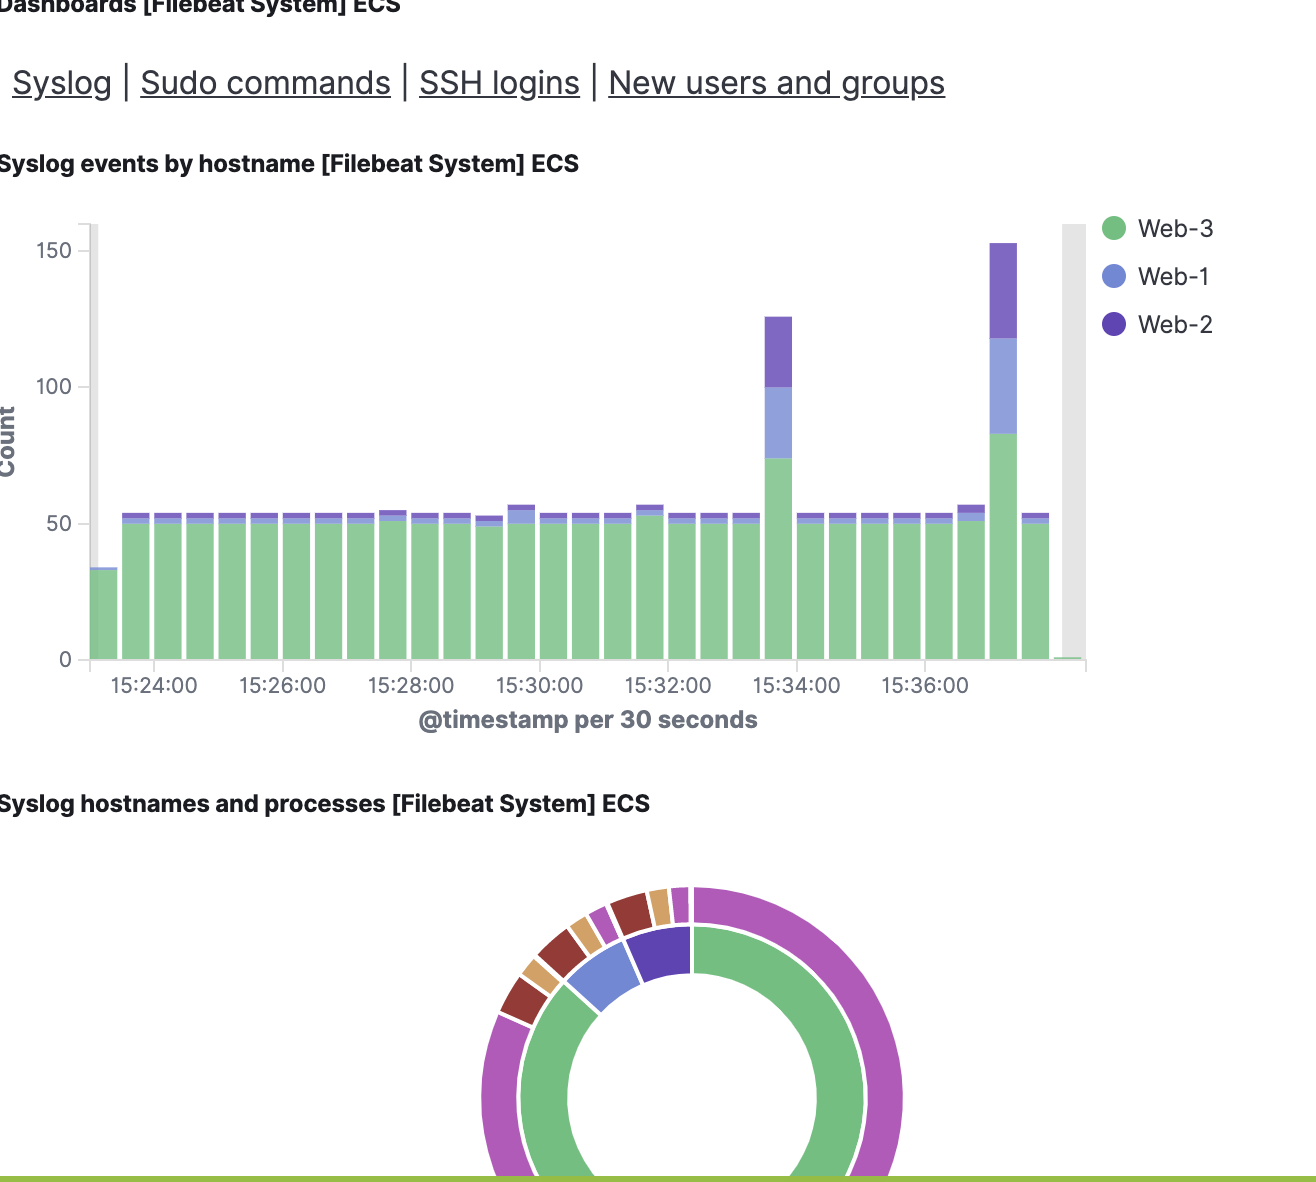 Dashboards [Filebeat System] ECS
Syslog | Sudo commands | SSH logins | New users and groups
Syslog events by hostname [Filebeat System] ECS
Web-3
Web-1
Web-2
150
100
50
0
Count
15:24:00 15:26:00 15:28:00 15:30:00 15:32:00 15:34:00 15:36:00
@timestamp per 30 seconds
Syslog hostnames and processes [Filebeat System] ECS